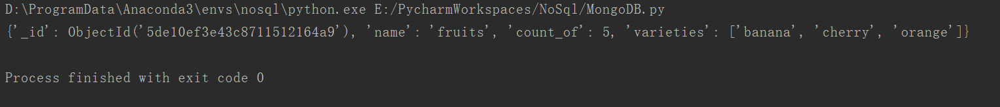 D:\ProgramData\Anaconda3\envs\nosql\python.exe E:/PycharmWorkspaces/NoSql/MongoDB.py
{'_id': ObjectId('5de10ef3e43c8711512164a9'), 'name': 'fruits', 'count_of': 5, 'varieties': ['banana', 'cherry', 'orange']}
Process finished with exit code 0